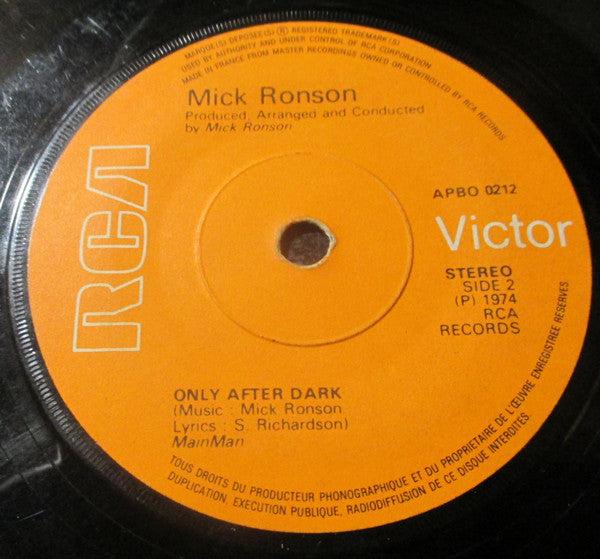 MARQUE(S) DEPOSEE(S) ® REGISTERED TRADEMARK(S)
USED BY AUTHORITY AND UNDER CONTROL OF RCA CORPORATION
MADE IN FRANCE FROM MASTER RECORDINGS OWNED OR CONTROLLED BY RCA RECORDS
Mick Ronson
Produced, Arranged and Conducted
by Mick Ronson
RCA
APBO 0212
Victor
STEREO
SIDE 2
(P) 1974
RCA
RECORDS
ONLY AFTER DARK
(Music : Mick Ronson
Lyrics : S. Richardson)
MainMan
TOUS DROITS DU PRODUCTEUR PHONOGRAPHIQUE ET DU PROPRIETAIRE DE L'ŒUVRE ENREGISTREE RESERVES
DUPLICATION, EXECUTION PUBLIQUE, RADIODIFFUSION DE CE DISQUE INTERDITES.